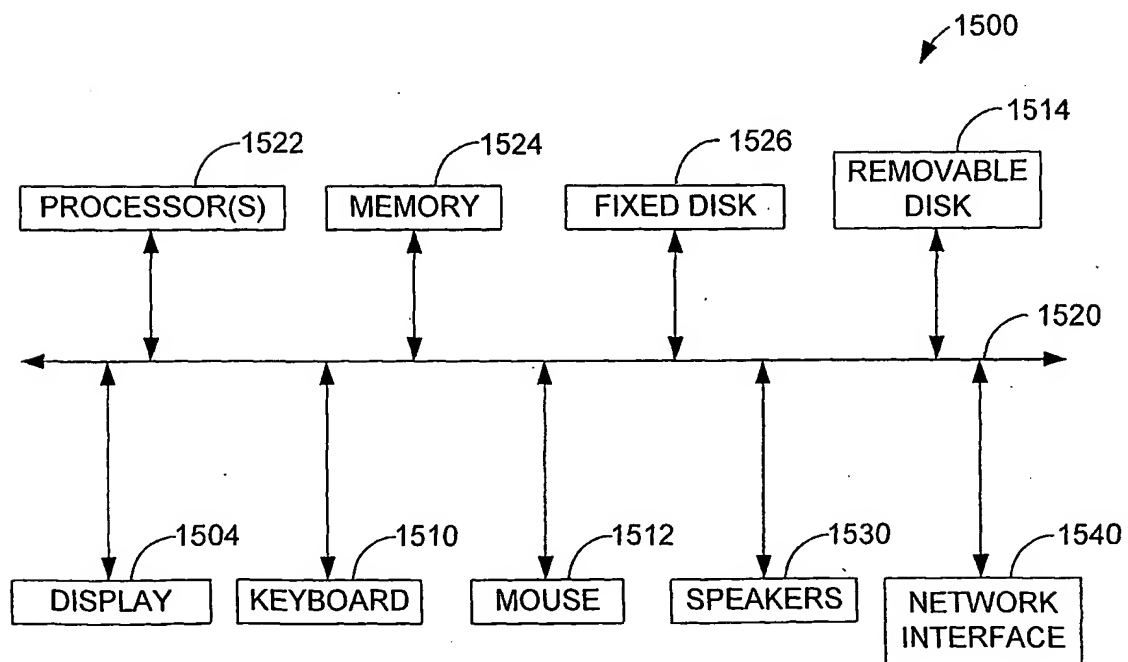 1500
1522
1524
1526
1514
PROCESSOR(S)
MEMORY
FIXED DISK
REMOVABLE
DISK
1520
1504
1510
1512
1530
1540
DISPLAY
KEYBOARD
MOUSE
SPEAKERS
NETWORK
INTERFACE